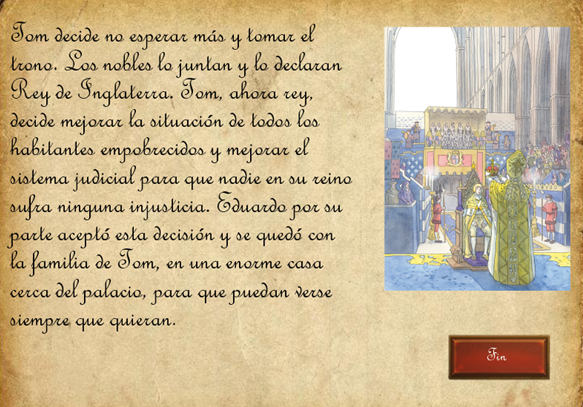 Tom decide no esperar más y tomar el
trono. Los nobles lo juntan y lo declaran
Rey de Inglaterra. Tom, ahora rey,
decide mejorar la situación de todos los
habitantes empobrecidos y mejorar el
sistema judicial para que nadie en su reino
sufra ninguna injusticia. Eduardo por su
parte aceptó esta decisión y se quedó con
la familia de Tom, en una enorme casa
cerca del palacio, para que puedan verse
siempre que quieran.
Fin